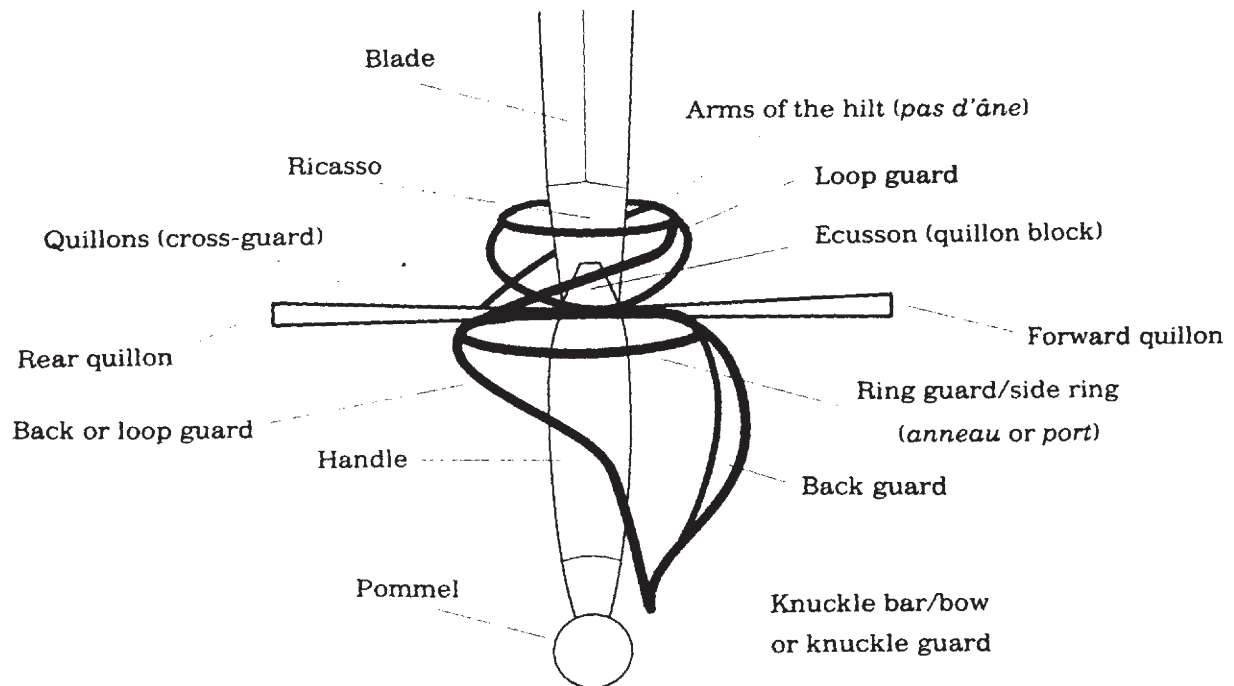 Blade
Arms of the hilt (pas d'âne)
Ricasso
Loop guard
Quillons (cross-guard)
Ecusson (quillon block)
Rear quillon
Forward quillon
Ring guard/side ring
(anneau or port)
Back or loop guard
Handle
Back guard
Pommel
Knuckle bar/bow
or knuckle guard